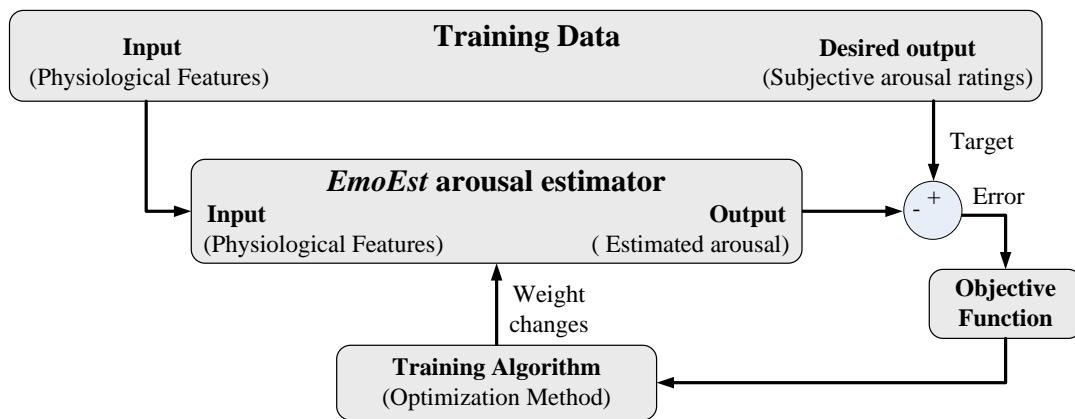 Training Data
Input
(Physiological Features)
Desired output
(Subjective arousal ratings)
Target
EmoEst arousal estimator
Input
(Physiological Features)
Output
( Estimated arousal)
- +
Error
Objective
Function
Weight
changes
Training Algorithm
(Optimization Method)